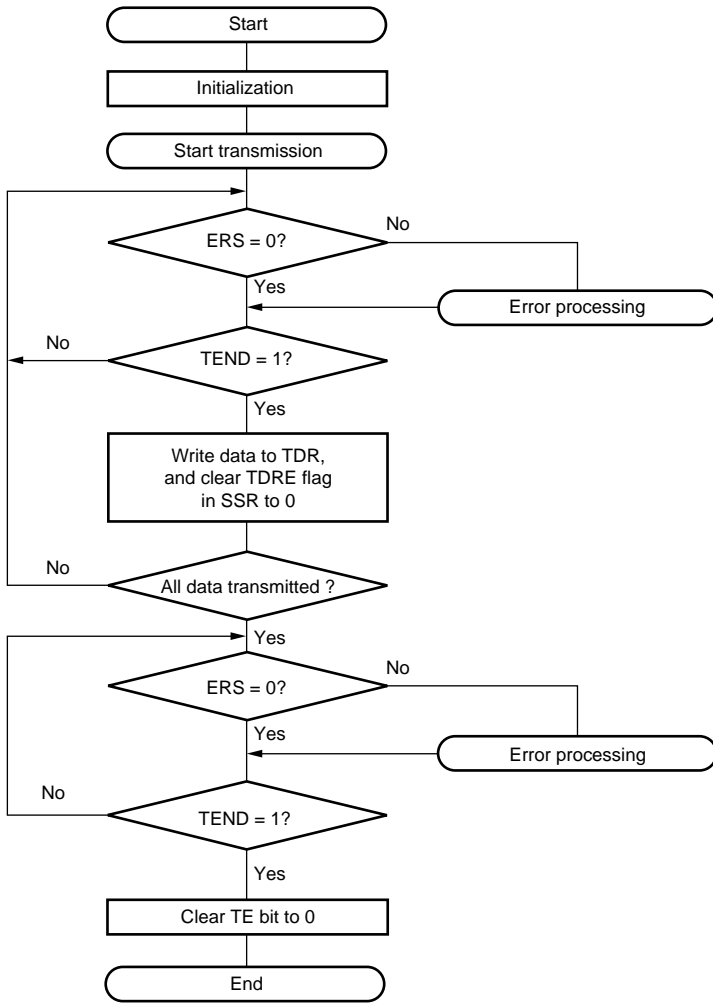 Start
Initialization
Start transmission
ERS = 0?
No
Yes
Error processing
No
TEND = 1?
Yes
Write data to TDR,
and clear TDRE flag
in SSR to 0
No
All data transmitted ?
Yes
ERS = 0?
No
Yes
Error processing
No
TEND = 1?
Yes
Clear TE bit to 0
End